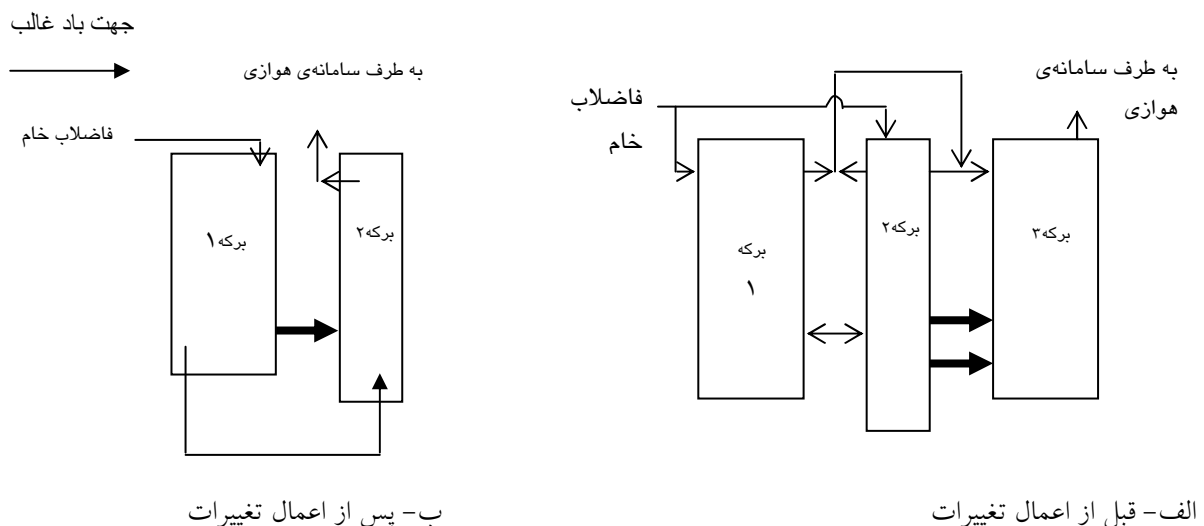 جهت باد غالب
به طرف سامانه‌ی هوازی
فاضلاب خام
برکه۱
برکه۲
ب- پس از اعمال تغییرات
به طرف سامانه‌ی
هوازی
فاضلاب
خام
برکه
۱
برکه۲
برکه۳
الف- قبل از اعمال تغییرات